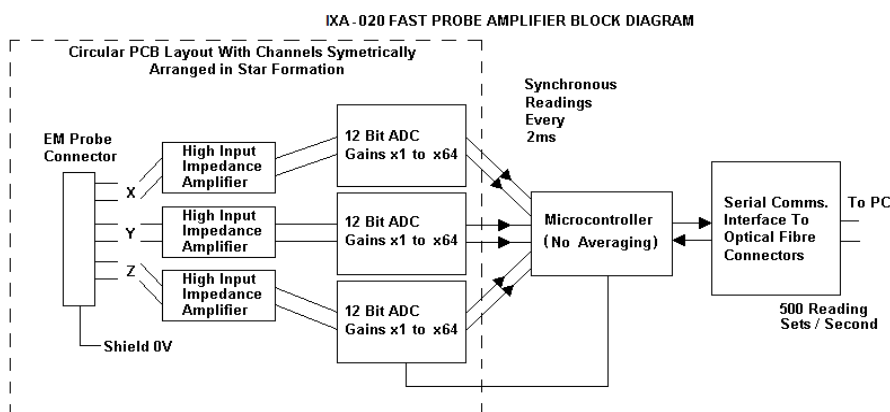 IXA-020 FAST PROBE AMPLIFIER BLOCK DIAGRAM
Circular PCB Layout With Channels Symetrically
Arranged in Star Formation
EM Probe
Connector
X
Y
Z
Shield 0V
High Input
Impedance
Amplifier
High Input
Impedance
Amplifier
High Input
Impedance
Amplifier
12 Bit ADC
Gains x1 to x64
12 Bit ADC
Gains x1 to x64
12 Bit ADC
Gains x1 to x64
Synchronous
Readings
Every
2ms
Microcontroller
(No Averaging)
Serial Comms.
Interface To
Optical Fibre
Connectors
To PC
500 Reading
Sets / Second